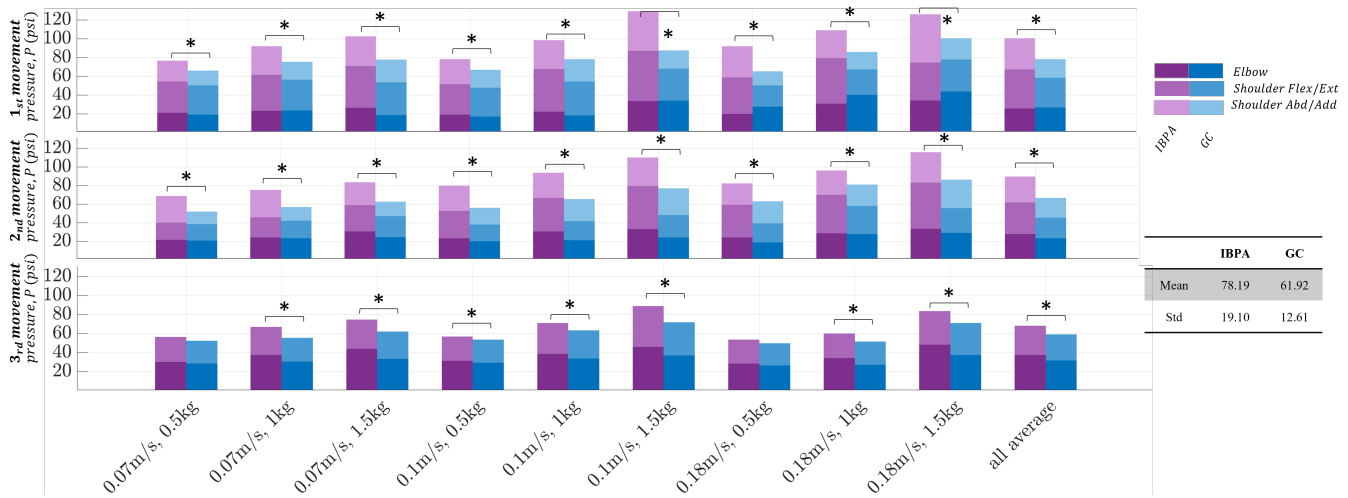 1st movement
pressure, P (psi)
120
100
80
60
40
20
* * * * * * * * * *
2nd movement
pressure, P (psi)
120
100
80
60
40
20
* * * * * * * * * *
3rd movement
pressure, P (psi)
120
100
80
60
40
20
* * * * * * * *
0.07m/s, 0.5kg
0.07m/s, 1kg
0.07m/s, 1.5kg
0.1m/s, 0.5kg
0.1m/s, 1kg
0.1m/s, 1.5kg
0.18m/s, 0.5kg
0.18m/s, 1kg
0.18m/s, 1.5kg
all average
Elbow
Shoulder Flex/Ext
Shoulder Abd/Add
IBPA
GC
IBPA GC
Mean 78.19 61.92
Std 19.10 12.61